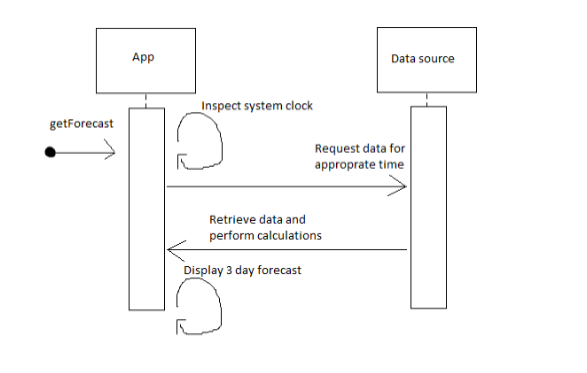 App
Data source
Inspect system clock
getForecast
Request data for
approprate time
Retrieve data and
perform calculations
Display 3 day forecast